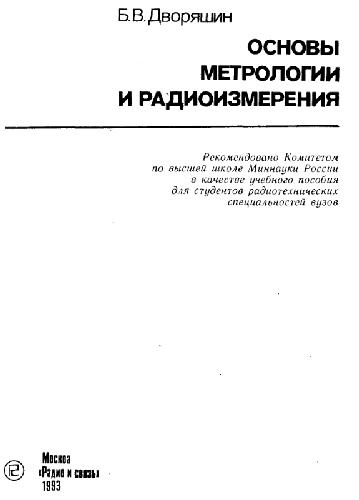 Б.В.Дворяшин
ОСНОВЫ
МЕТРОЛОГИИ
И РАДИОИЗМЕРЕНИЯ
Рекомендовано Комитетом
по высшей школе Миннауки России
в качестве учебного пособия
для студентов радиотехнических
специальностей вузов
Москва
«Радио и связь»
1993